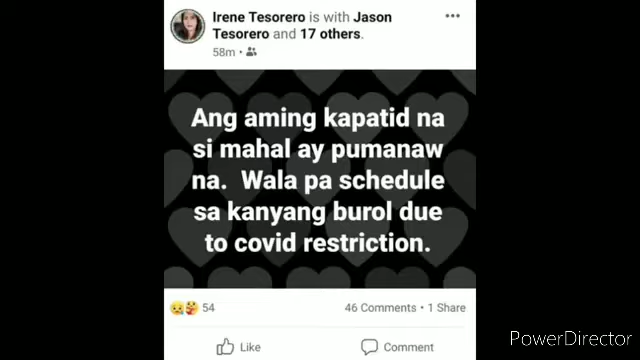 Irene Tesorero is with Jason
Tesorero and 17 others.
58m
Ang aming kapatid na
si mahal ay pumanaw
na. Wala pa schedule
sa kanyang burol due
to covid restriction.
54
46 Comments • 1 Share
Like
Comment
PowerDirector